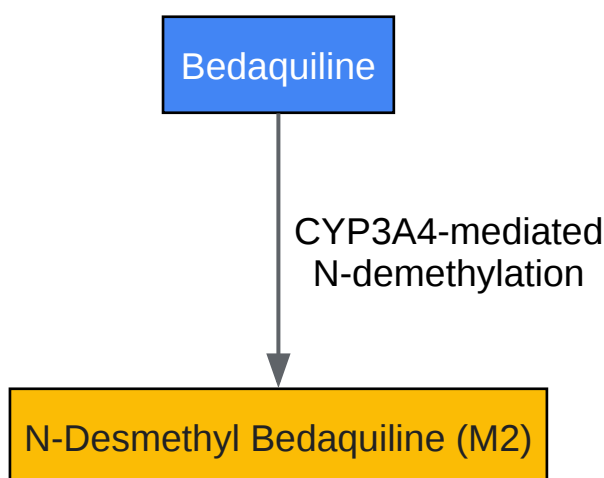 Bedaquiline
CYP3A4-mediated
N-demethylation
N-Desmethyl Bedaquiline (M2)